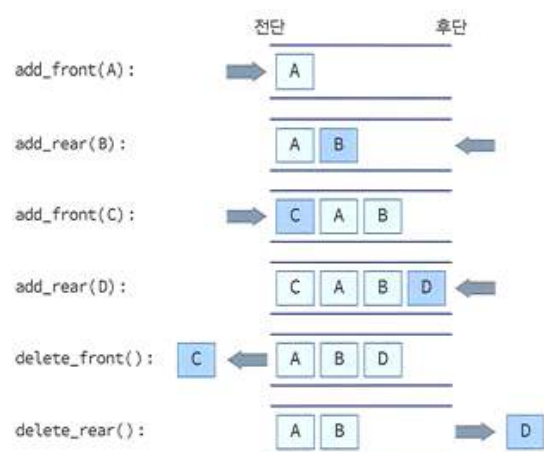 전단 후단
add_front(A): A
add_rear(B): A B
add_front(C): C A B
add_rear(D): C A B D
delete_front(): C A B D
delete_rear(): A B D